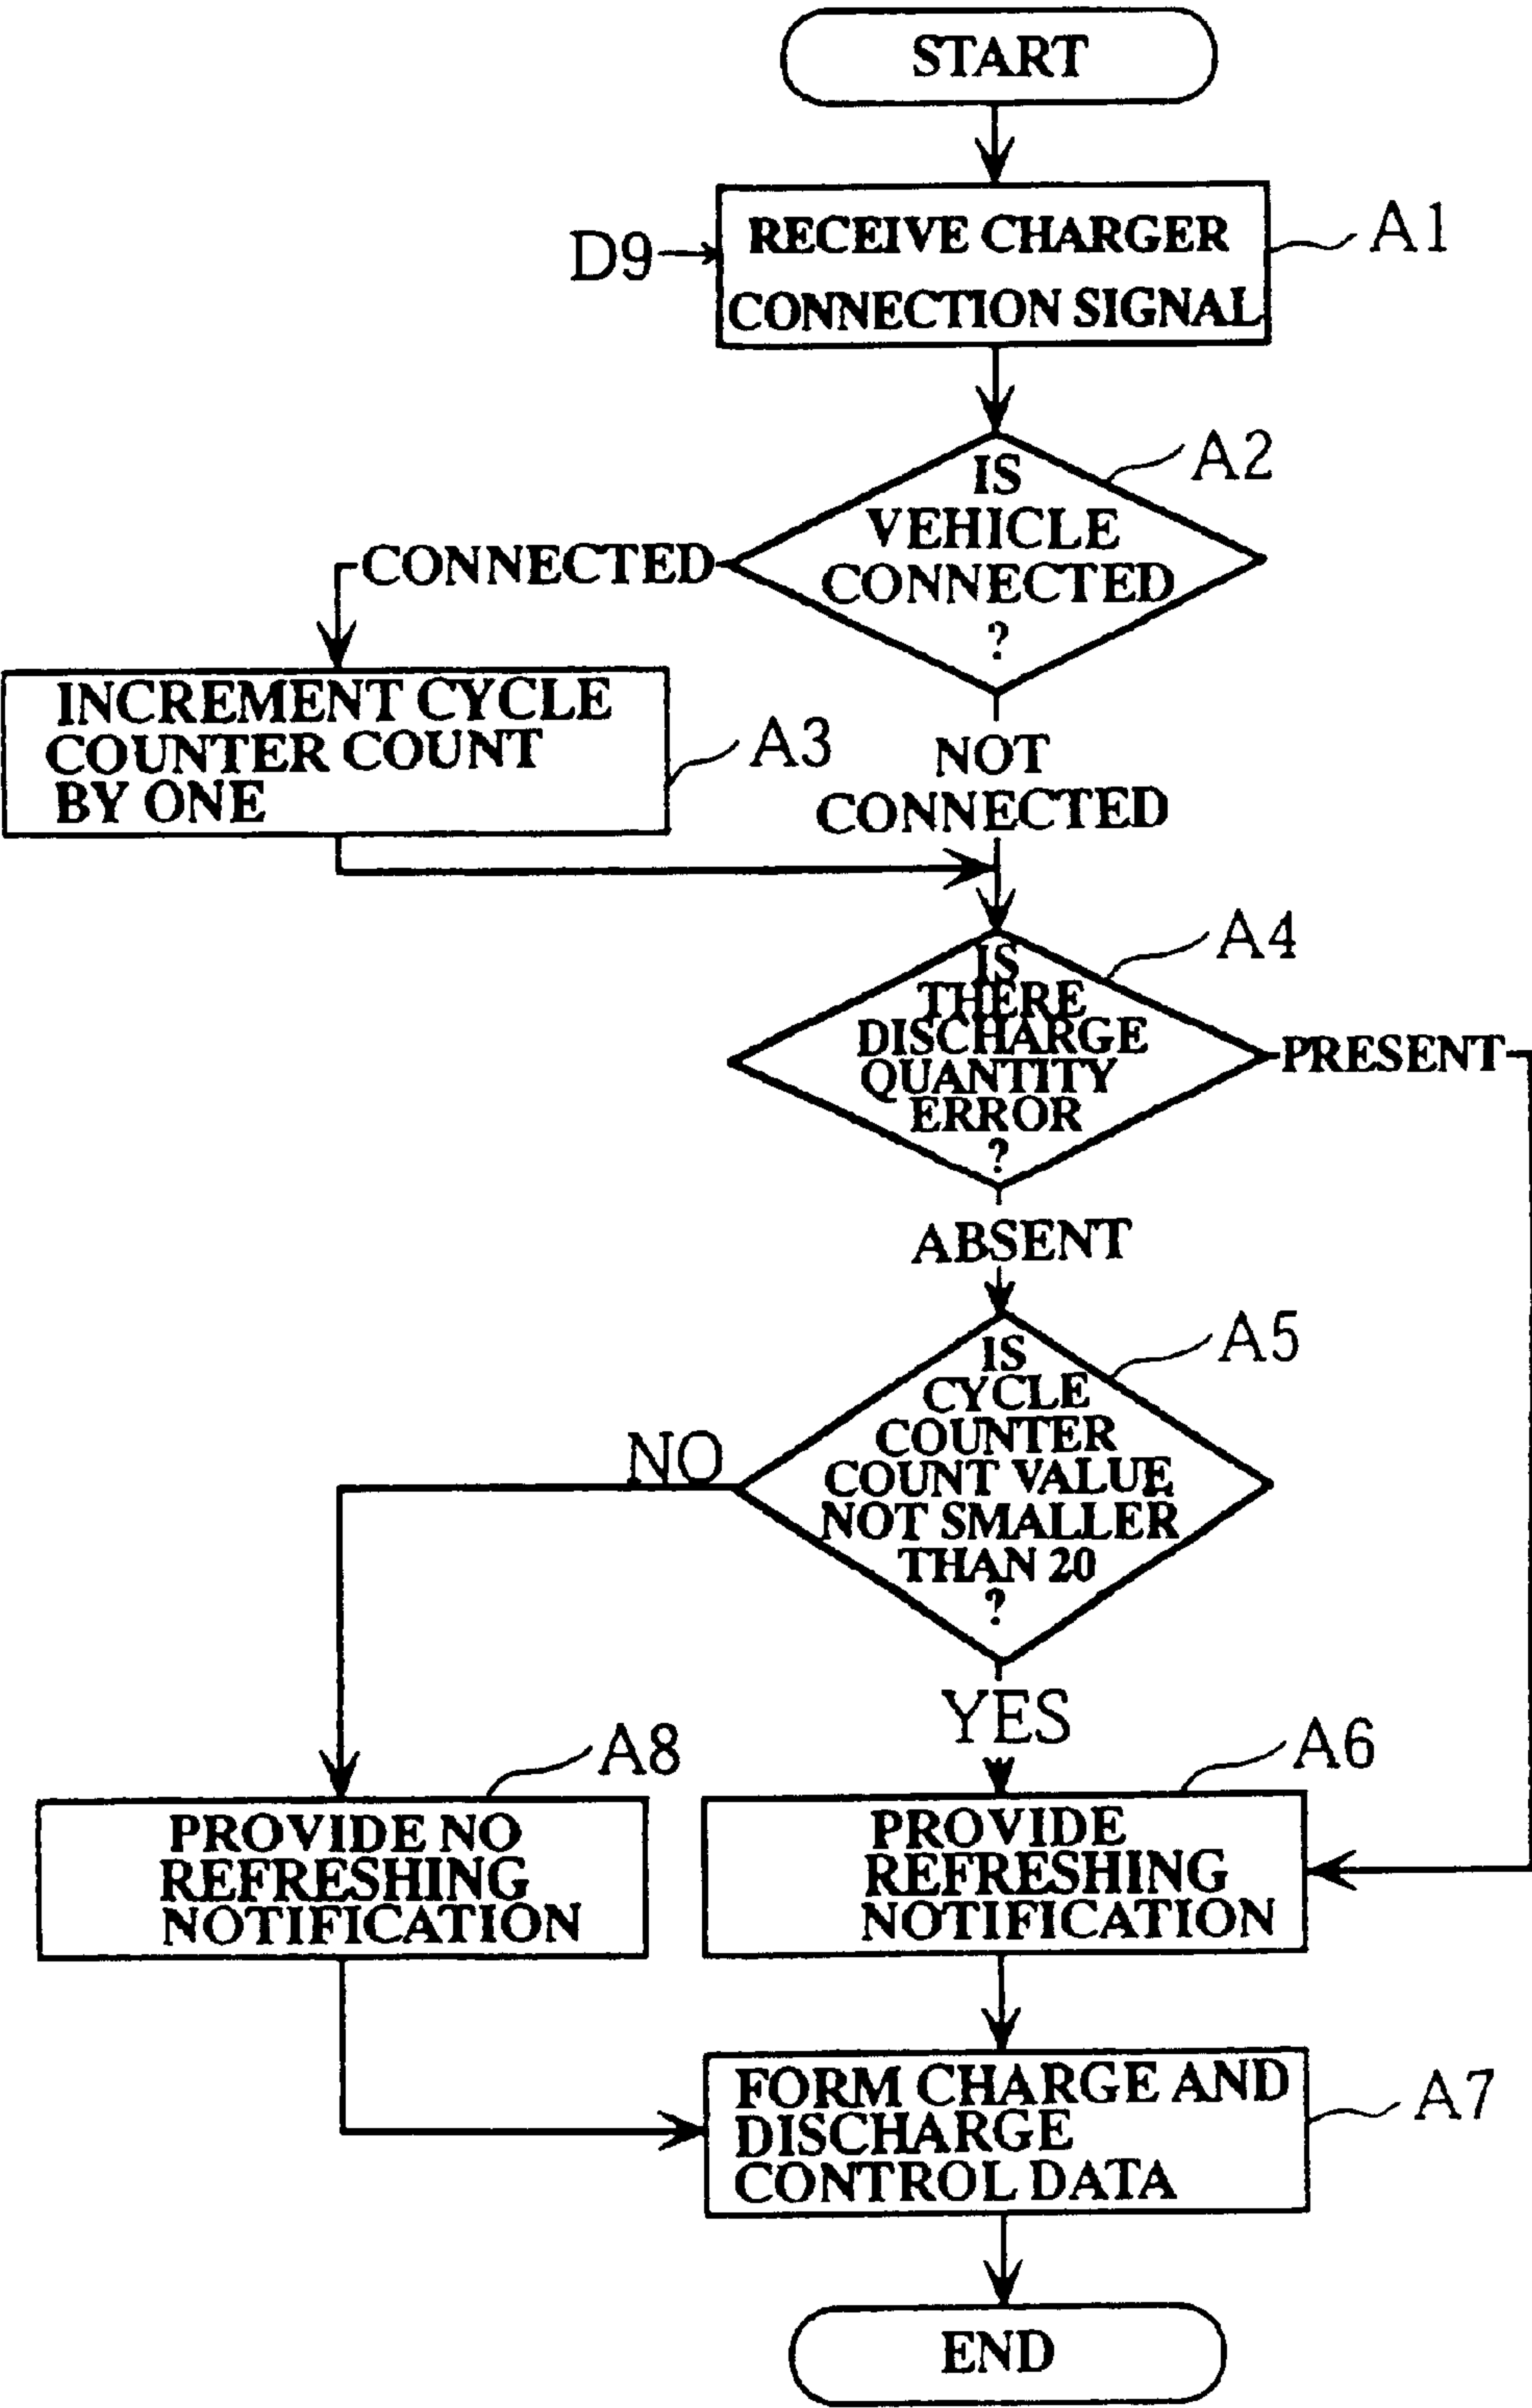 START
D9
RECEIVE CHARGER
CONNECTION SIGNAL
A1
IS
VEHICLE
CONNECTED
?
A2
CONNECTED
INCREMENT CYCLE
COUNTER COUNT
BY ONE
A3
NOT
CONNECTED
IS
THERE
DISCHARGE
QUANTITY
ERROR
?
A4
PRESENT
ABSENT
IS
CYCLE
COUNTER
COUNT VALUE
NOT SMALLER
THAN 20
?
A5
NO
YES
A8
PROVIDE NO
REFRESHING
NOTIFICATION
A6
PROVIDE
REFRESHING
NOTIFICATION
FORM CHARGE AND
DISCHARGE
CONTROL DATA
A7
END